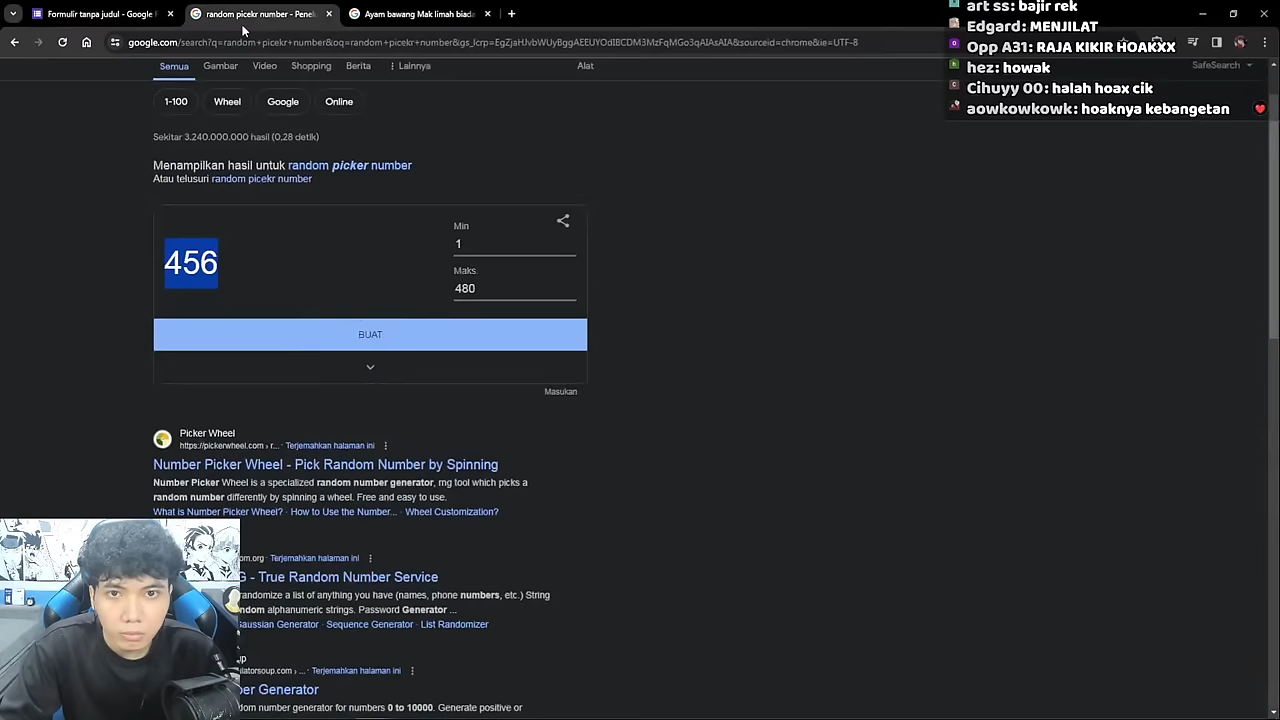 Formulir tanpa judul - Google F
random picekr number - Penelu
Ayam bawang Mak limah biada
google.com/search?q=random+picekr+number&oq=random+picekr+number&gs_lcrp=EgZjaHJvbWUyBggAEEUYOdIBCDM3MzFqMGo3qAIAsAIA&sourceid=chrome&ie=UTF-8
art ss: bajir rek
Edgard: MENJILAT
Opp A31: RAJA KIKIR HOAKXX
hez: howak
Cihuyy 00: halah hoax cik
aowkowkowk: hoaknya kebangetan
Semua
Gambar
Video
Shopping
Berita
Lainnya
Alat
SafeSearch
1-100
Wheel
Google
Online
Sekitar 3.240.000.000 hasil (0,28 detik)
Menampilkan hasil untuk random picker number
Atau telusuri random picekr number
456
Min
1
Maks.
480
BUAT
Masukan
Picker Wheel
https://pickerwheel.com › r... · Terjemahkan halaman ini
Number Picker Wheel - Pick Random Number by Spinning
Number Picker Wheel is a specialized random number generator, rng tool which picks a
random number differently by spinning a wheel. Free and easy to use.
What is Number Picker Wheel? · How to Use the Number... · Wheel Customization?
om.org · Terjemahkan halaman ini
G - True Random Number Service
randomize a list of anything you have (names, phone numbers, etc.) String
ndom alphanumeric strings. Password Generator ...
Gaussian Generator · Sequence Generator · List Randomizer
up
latorsoup.com › ... · Terjemahkan halaman ini
ber Generator
dom number generator for numbers 0 to 10000. Generate positive or